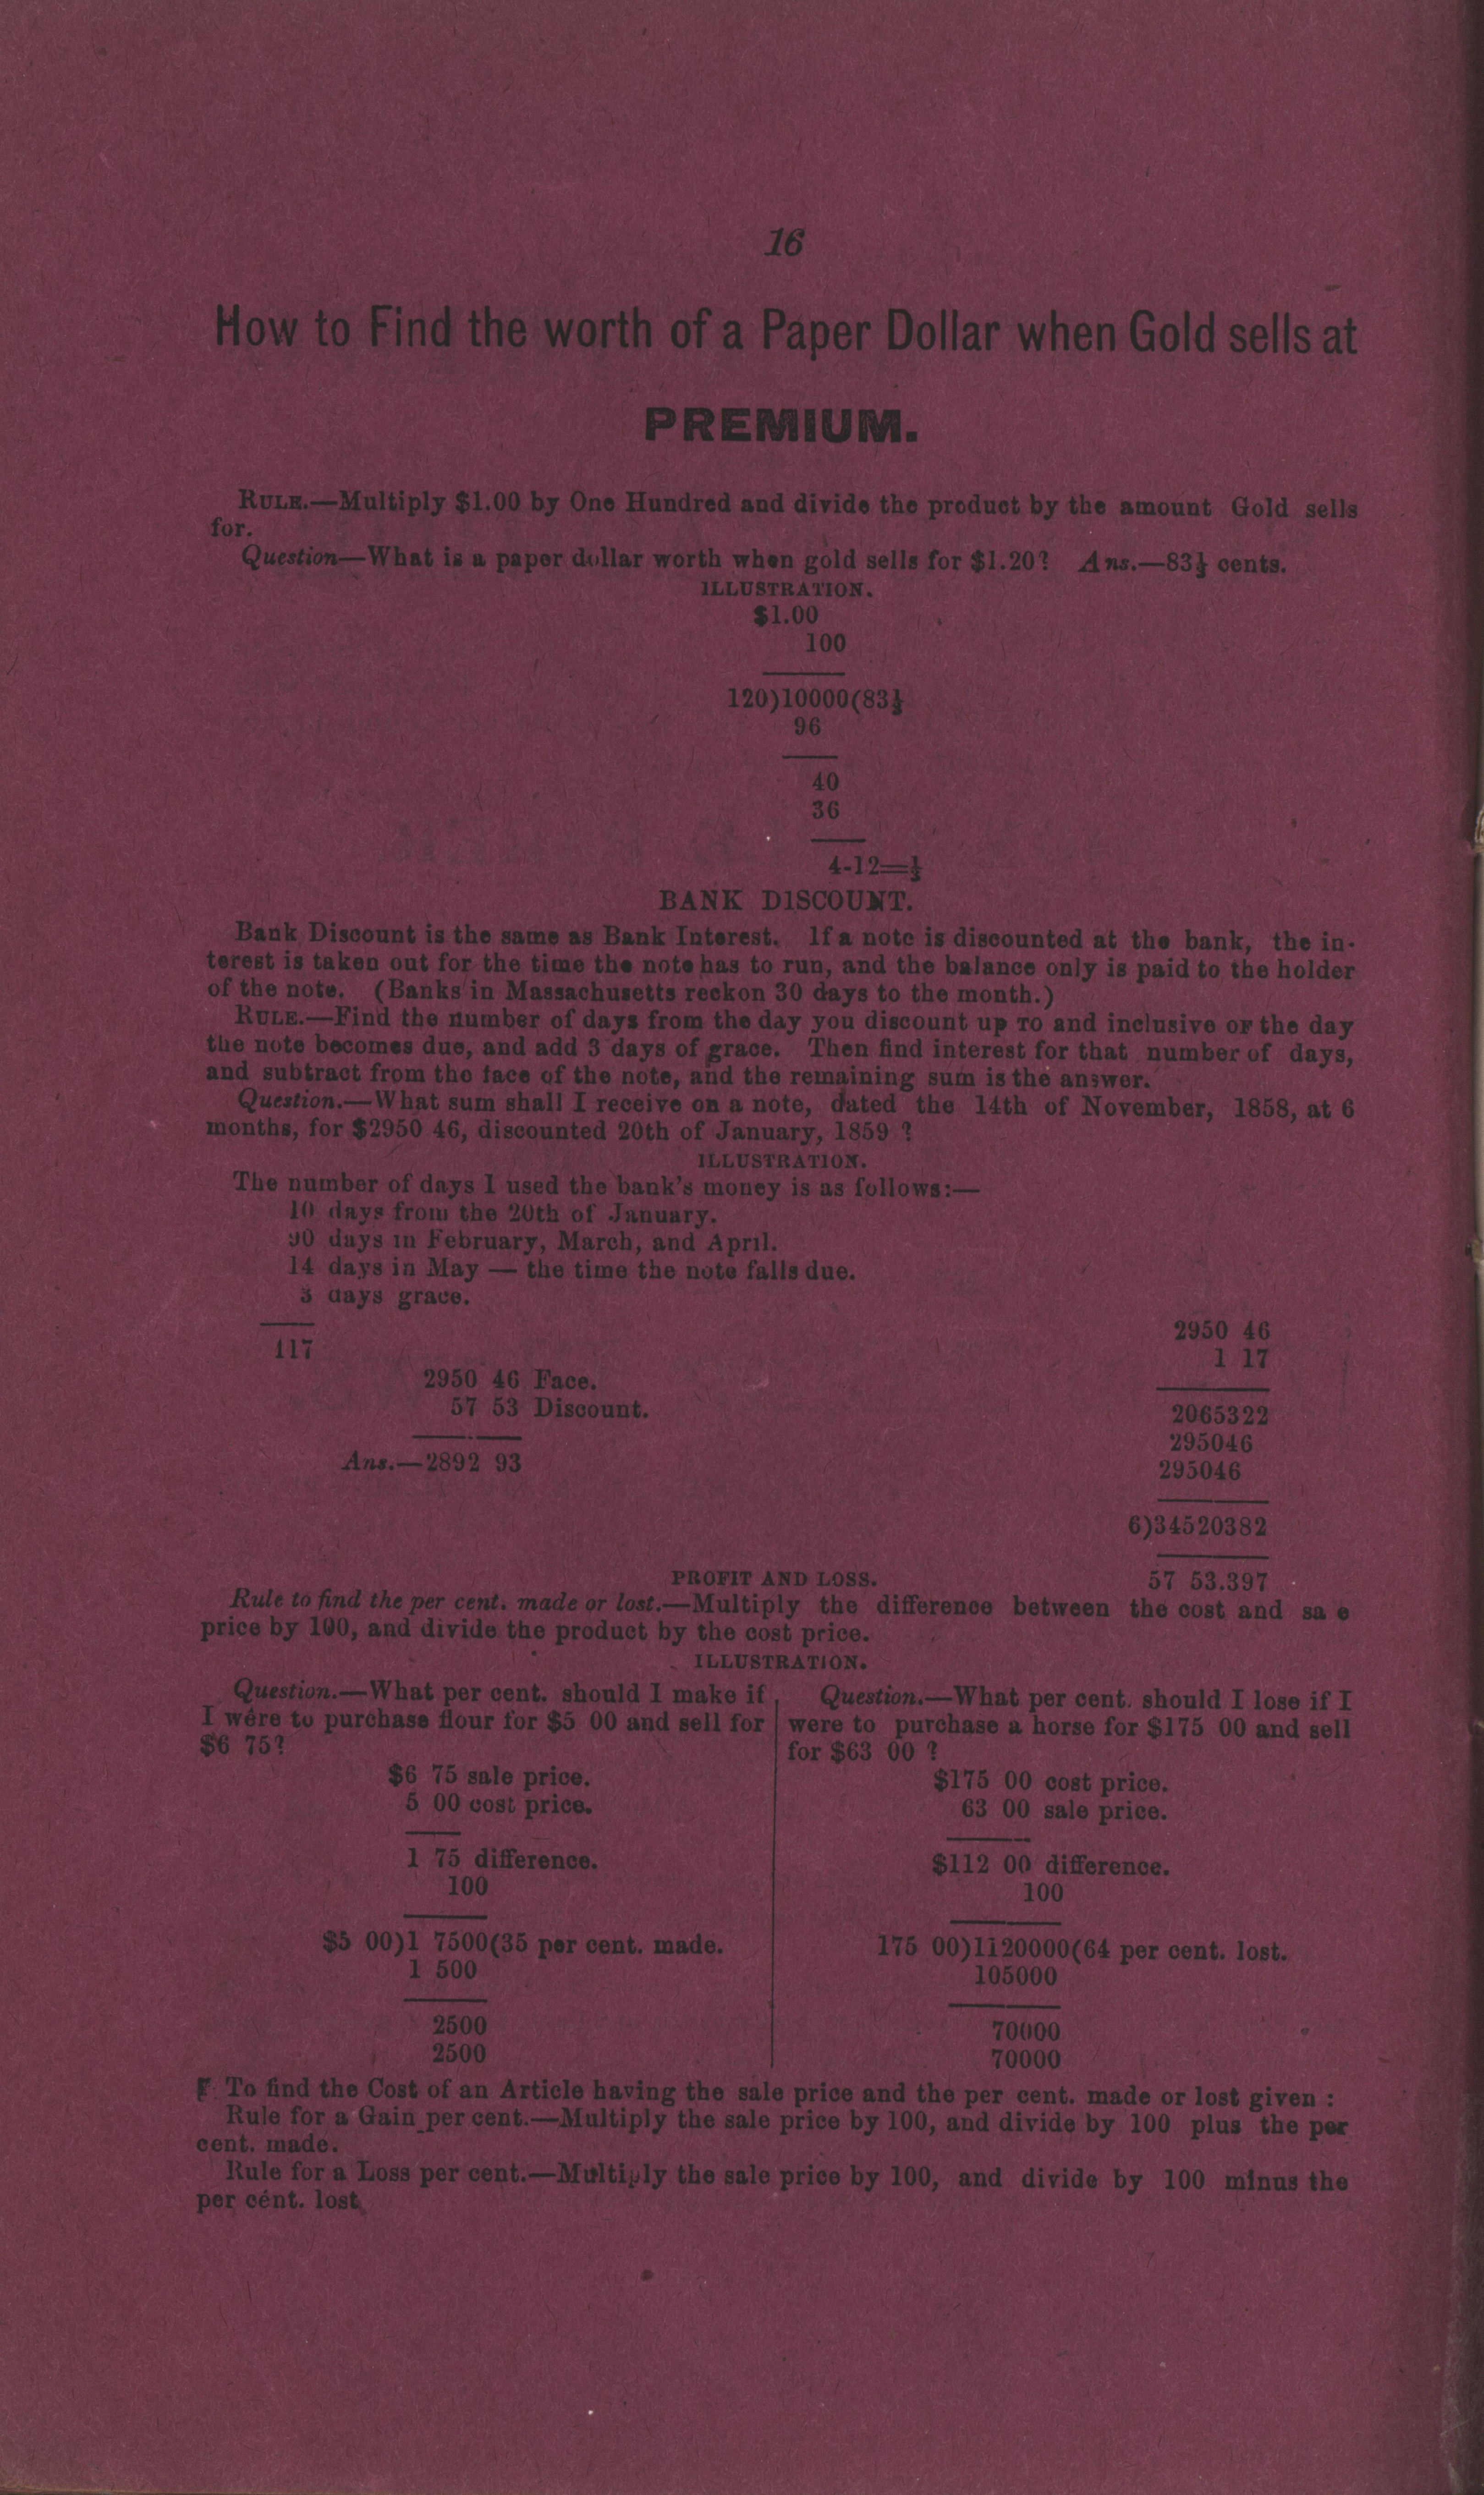 16
How to Find the worth of a Paper Dollar when Gold sells at
PREMIUM.
RULE.—Multiply $1.00 by One Hundred and divide the product by the amount Gold sells
for.
Question—What is a paper dollar worth when gold sells for $1.20? Ans.—83⅓ cents.
ILLUSTRATION.
$1.00
100
120)10000(83⅓
96
40
36
4-12=⅓
BANK DISCOUNT.
Bank Discount is the same as Bank Interest. If a note is discounted at the bank, the in-
terest is taken out for the time the note has to run, and the balance only is paid to the holder
of the note. (Banks in Massachusetts reckon 30 days to the month.)
RULE.—Find the number of days from the day you discount up TO and inclusive OF the day
the note becomes due, and add 3 days of grace. Then find interest for that number of days,
and subtract from the face of the note, and the remaining sum is the answer.
Question.—What sum shall I receive on a note, dated the 14th of November, 1858, at 6
months, for $2950 46, discounted 20th of January, 1859 ?
ILLUSTRATION.
The number of days I used the bank's money is as follows:—
10 days from the 20th of January.
90 days in February, March, and April.
14 days in May — the time the note falls due.
3 days grace.
117
2950 46 Face.
57 53 Discount.
Ans.—2892 93
2950 46
1 17
2065322
295046
295046
6)34520382
57 53.397
PROFIT AND LOSS.
Rule to find the per cent. made or lost.—Multiply the difference between the cost and sa e
price by 100, and divide the product by the cost price.
ILLUSTRATION.
Question.—What per cent. should I make if
I were to purchase flour for $5 00 and sell for
$6 75?
$6 75 sale price.
5 00 cost price.
1 75 difference.
100
$5 00)1 7500(35 per cent. made.
1 500
2500
2500
Question.—What per cent. should I lose if I
were to purchase a horse for $175 00 and sell
for $63 00 ?
$175 00 cost price.
63 00 sale price.
$112 00 difference.
100
175 00)1120000(64 per cent. lost.
105000
70000
70000
To find the Cost of an Article having the sale price and the per cent. made or lost given :
Rule for a Gain per cent.—Multiply the sale price by 100, and divide by 100 plus the per
cent. made.
Rule for a Loss per cent.—Multiply the sale price by 100, and divide by 100 minus the
per cent. lost